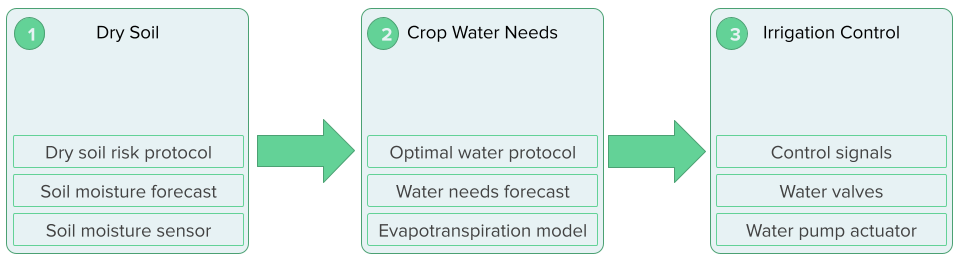 1 Dry Soil
Dry soil risk protocol
Soil moisture forecast
Soil moisture sensor
2 Crop Water Needs
Optimal water protocol
Water needs forecast
Evapotranspiration model
3 Irrigation Control
Control signals
Water valves
Water pump actuator